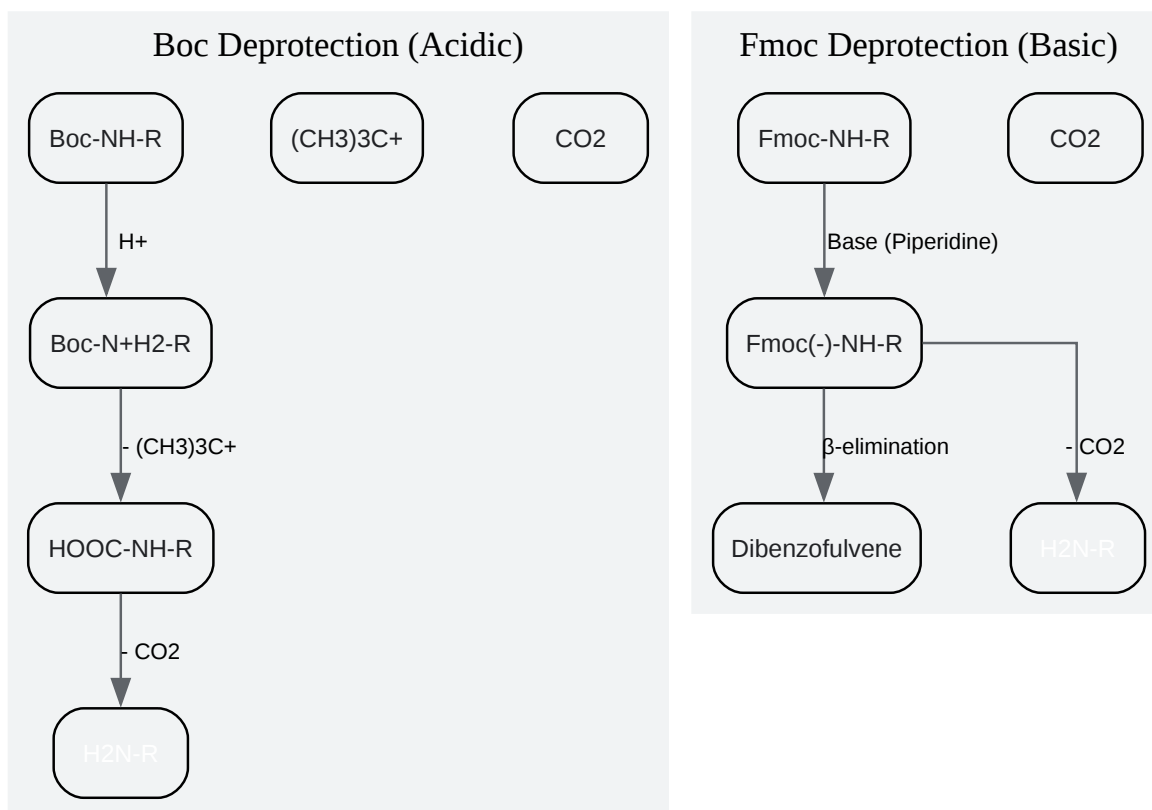 Boc Deprotection (Acidic)
Boc-NH-R
(CH3)3C+
CO2
H+
Boc-N+H2-R
- (CH3)3C+
HOOC-NH-R
- CO2
H2N-R
Fmoc Deprotection (Basic)
Fmoc-NH-R
CO2
Base (Piperidine)
Fmoc(-)-NH-R
β-elimination
- CO2
Dibenzofulvene
H2N-R